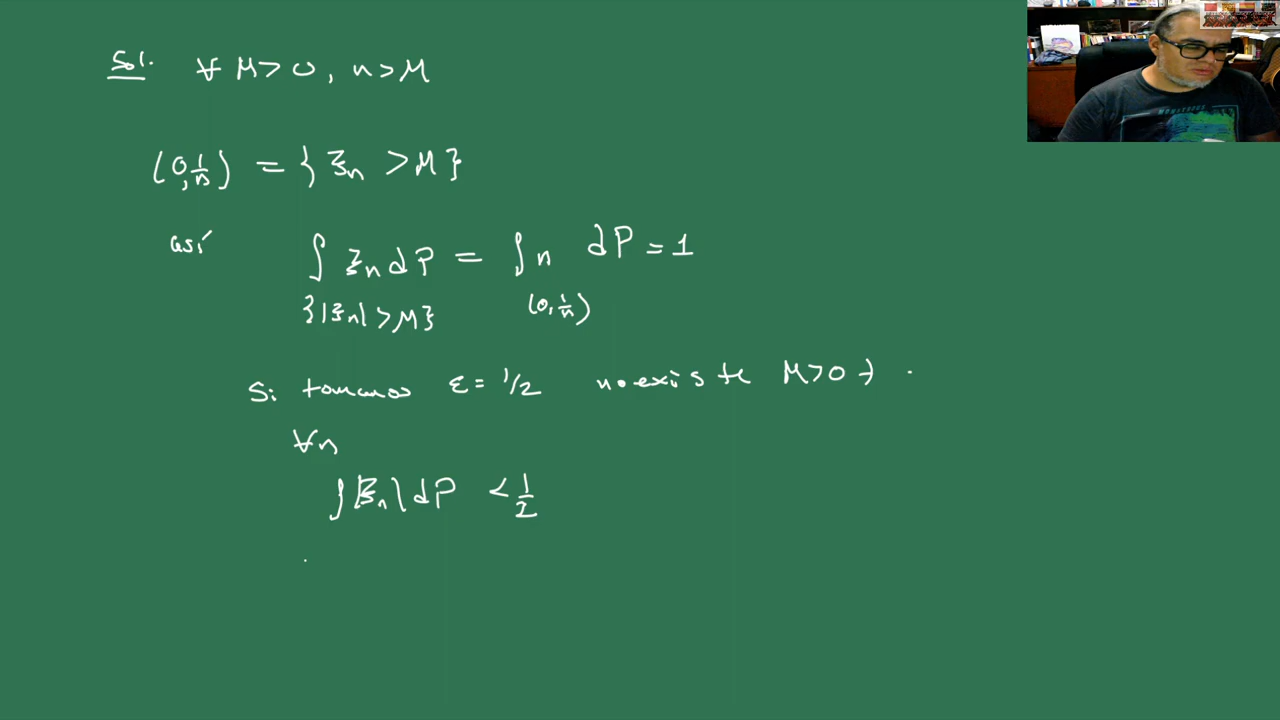 Sol. ∀ M > 0, n > M
(0, 1/n) = { ξn > M }
así ∫ ξn dP = ∫ n dP = 1
{|ξn| > M} (0, 1/n)
Si tomamos ε = 1/2 no existe M > 0 ∋ .
∀n
∫ |ξn| dP < 1/2